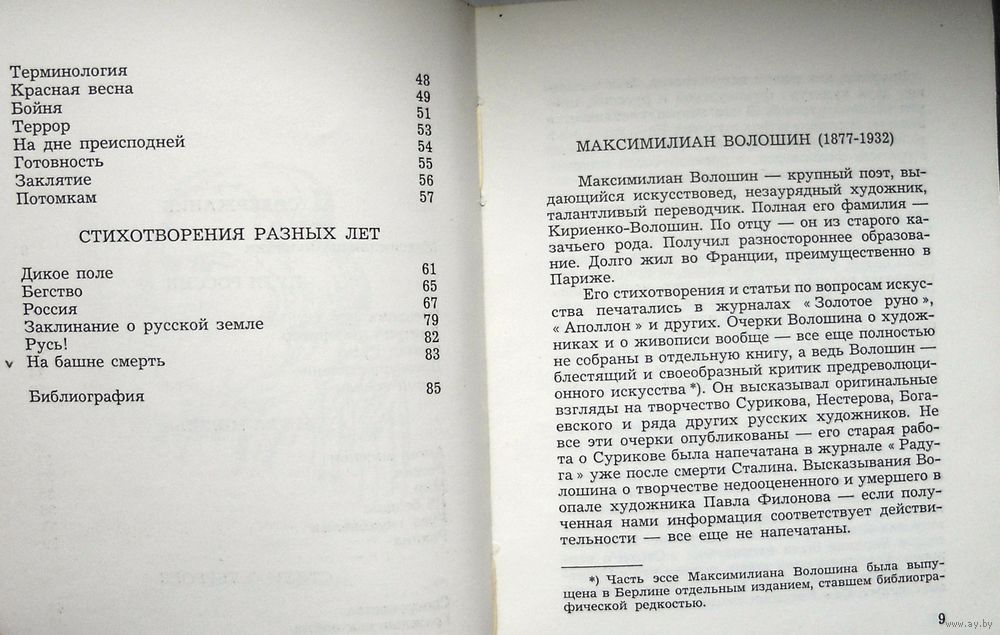 Терминология 48
Красная весна 49
Бойня 51
Террор 53
На дне преисподней 54
Готовность 55
Заклятие 56
Потомкам 57
СТИХОТВОРЕНИЯ РАЗНЫХ ЛЕТ
Дикое поле 61
Бегство 65
Россия 67
Заклинание о русской земле 79
Русь! 82
На башне смерть 83
Библиография 85
МАКСИМИЛИАН ВОЛОШИН (1877-1932)
Максимилиан Волошин — крупный поэт, вы-
дающийся искусствовед, незаурядный художник,
талантливый переводчик. Полная его фамилия —
Кириенко-Волошин. По отцу — он из старого ка-
зачьего рода. Получил разностороннее образова-
ние. Долго жил во Франции, преимущественно в
Париже.
Его стихотворения и статьи по вопросам искус-
ства печатались в журналах «Золотое руно»,
«Аполлон» и других. Очерки Волошина о худож-
никах и о живописи вообще — все еще полностью
не собраны в отдельную книгу, а ведь Волошин —
блестящий и своеобразный критик предреволюци-
онного искусства*). Он высказывал оригинальные
взгляды на творчество Сурикова, Нестерова, Бога-
евского и ряда других русских художников. Не
все эти очерки опубликованы — его старая рабо-
та о Сурикове была напечатана в журнале «Раду-
га» уже после смерти Сталина. Высказывания Во-
лошина о творчестве недооцененного и умершего в
опале художника Павла Филонова — если полу-
ченная нами информация соответствует действи-
тельности — все еще не напечатаны.
*) Часть эссе Максимилиана Волошина была выпу-
щена в Берлине отдельным изданием, ставшем библиогра-
фической редкостью.
9
www.ay.by